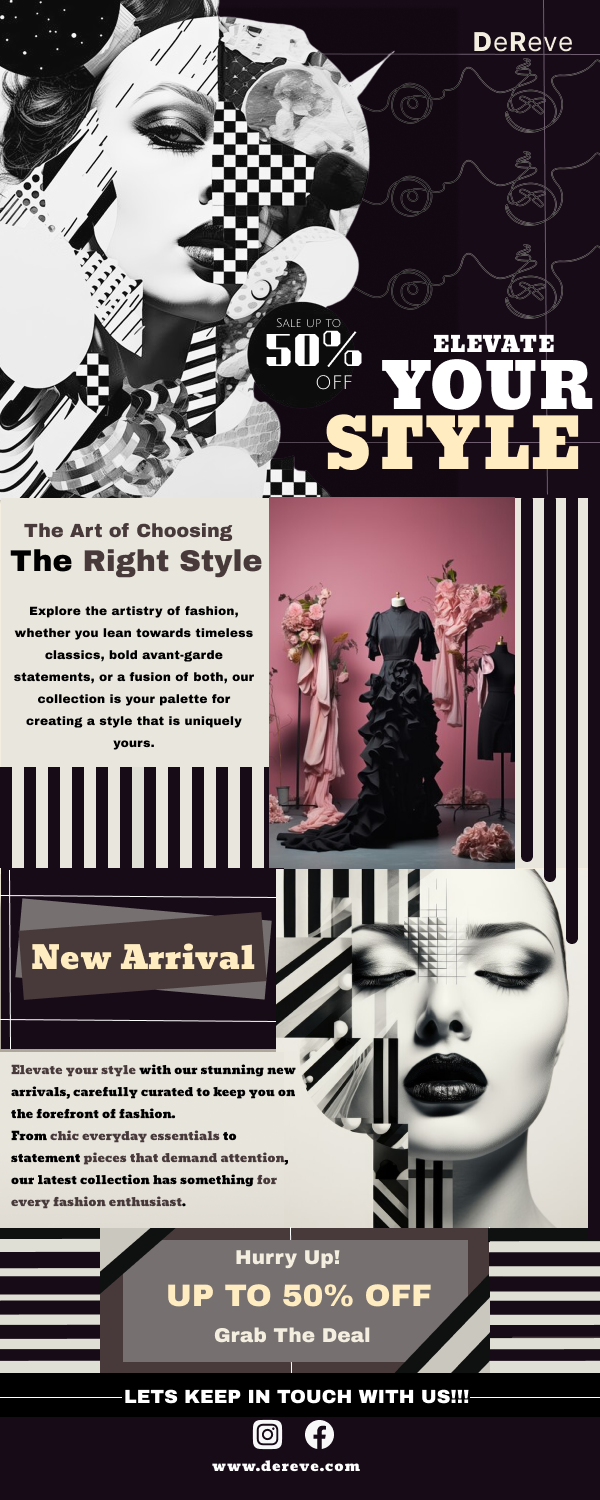 DeReve
SALE UP TO
50%
OFF
ELEVATE
YOUR
STYLE
The Art of Choosing
The Right Style
Explore the artistry of fashion,
whether you lean towards timeless
classics, bold avant-garde
statements, or a fusion of both, our
collection is your palette for
creating a style that is uniquely
yours.
New Arrival
Elevate your style with our stunning new
arrivals, carefully curated to keep you on
the forefront of fashion.
From chic everyday essentials to
statement pieces that demand attention,
our latest collection has something for
every fashion enthusiast.
Hurry Up!
UP TO 50% OFF
Grab The Deal
LETS KEEP IN TOUCH WITH US!!!
www.dereve.com